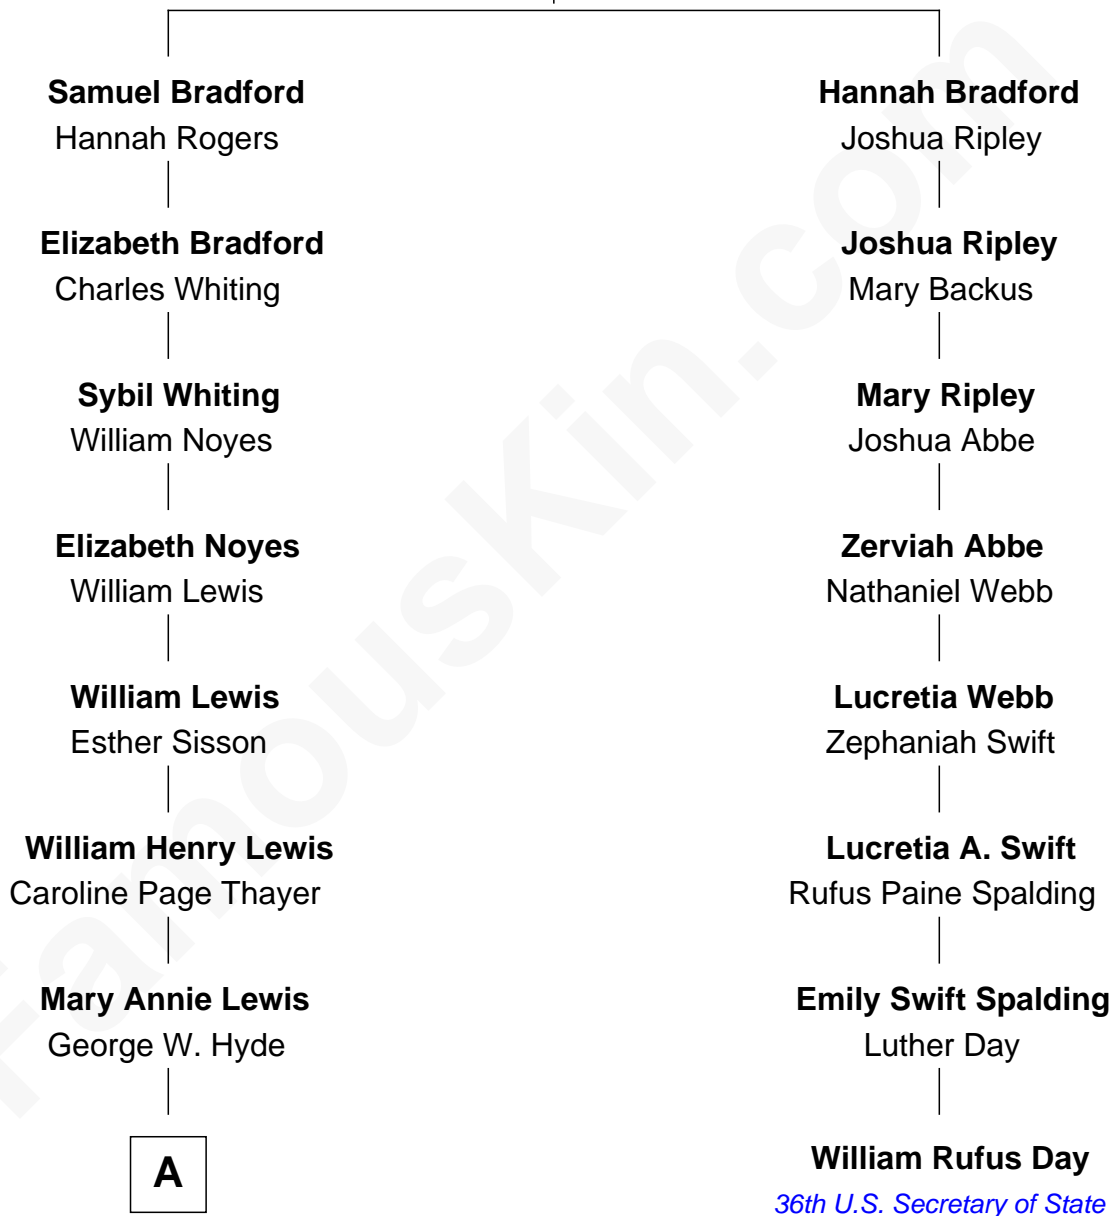 Samuel Bradford
Hannah Rogers
Elizabeth Bradford
Charles Whiting
Sybil Whiting
William Noyes
Elizabeth Noyes
William Lewis
William Lewis
Esther Sisson
William Henry Lewis
Caroline Page Thayer
Mary Annie Lewis
George W. Hyde
A
Hannah Bradford
Joshua Ripley
Joshua Ripley
Mary Backus
Mary Ripley
Joshua Abbe
Zerviah Abbe
Nathaniel Webb
Lucretia Webb
Zephaniah Swift
Lucretia A. Swift
Rufus Paine Spalding
Emily Swift Spalding
Luther Day
William Rufus Day
36th U.S. Secretary of State
FamousKin.com